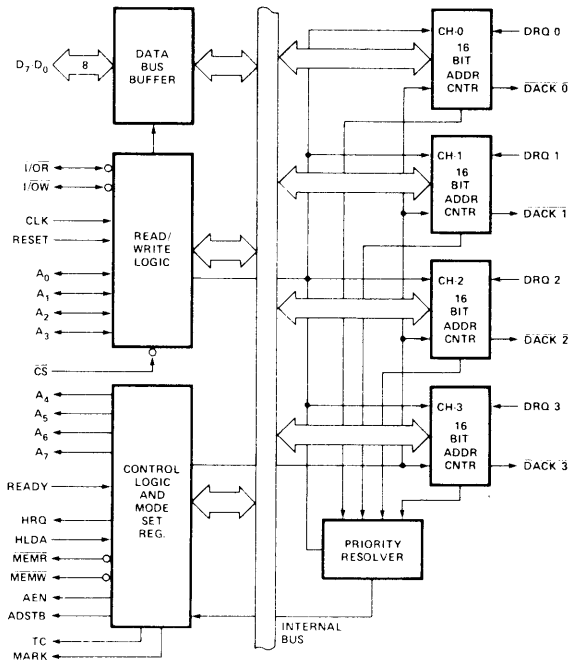 D7-D0
8
DATA
BUS
BUFFER
I/OR
I/OW
CLK
RESET
A0
A1
A2
A3
CS
READ/
WRITE
LOGIC
A4
A5
A6
A7
READY
HRQ
HLDA
MEMR
MEMW
AEN
ADSTB
TC
MARK
CONTROL
LOGIC
AND
MODE
SET
REG.
INTERNAL
BUS
CH-0
16
BIT
ADDR
CNTR
DRQ 0
DACK 0
CH-1
16
BIT
ADDR
CNTR
DRQ 1
DACK 1
CH-2
16
BIT
ADDR
CNTR
DRQ 2
DACK 2
CH-3
16
BIT
ADDR
CNTR
DRQ 3
DACK 3
PRIORITY
RESOLVER